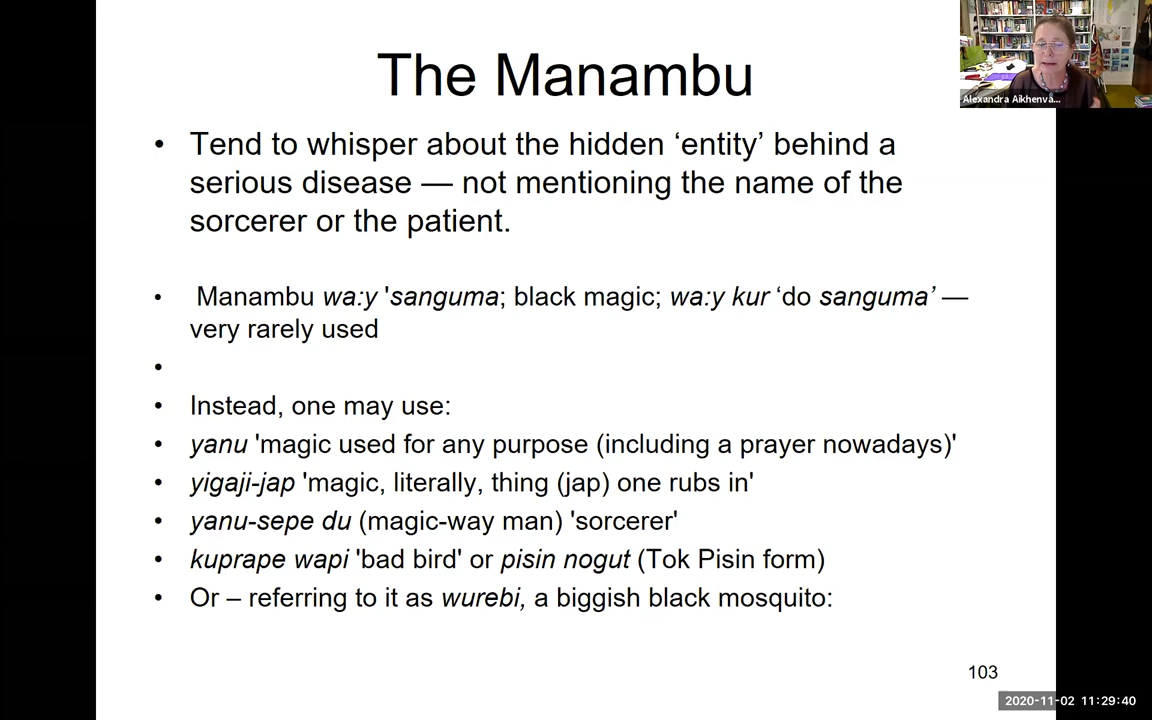 The Manambu
Alexandra Aikhenva...
• Tend to whisper about the hidden ‘entity’ behind a
serious disease — not mentioning the name of the
sorcerer or the patient.
• Manambu wa:y 'sanguma; black magic; wa:y kur ‘do sanguma’ —
very rarely used
•
• Instead, one may use:
• yanu 'magic used for any purpose (including a prayer nowadays)'
• yigaji-jap 'magic, literally, thing (jap) one rubs in'
• yanu-sepe du (magic-way man) 'sorcerer'
• kuprape wapi 'bad bird' or pisin nogut (Tok Pisin form)
• Or – referring to it as wurebi, a biggish black mosquito:
103
2020-11-02 11:29:40